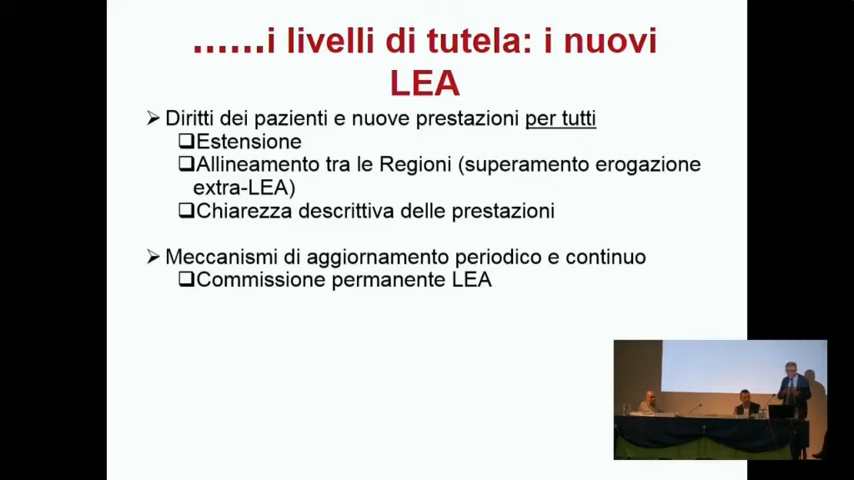 ......i livelli di tutela: i nuovi
LEA
➢ Diritti dei pazienti e nuove prestazioni per tutti
❑Estensione
❑Allineamento tra le Regioni (superamento erogazione
extra-LEA)
❑Chiarezza descrittiva delle prestazioni
➢ Meccanismi di aggiornamento periodico e continuo
❑Commissione permanente LEA